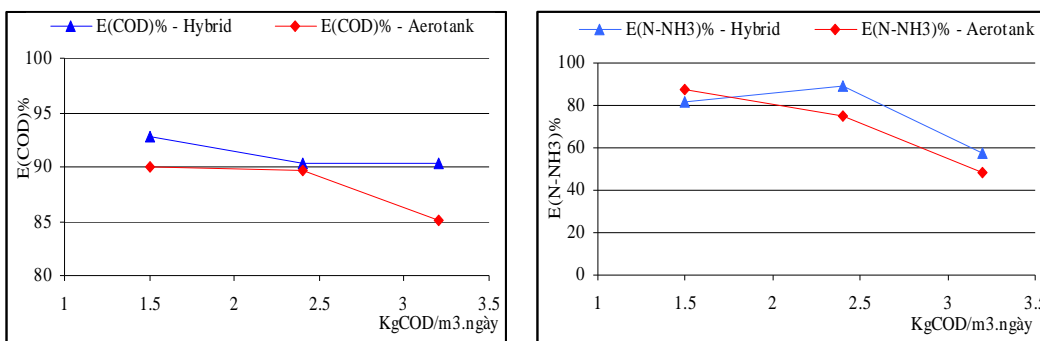 E(COD)% - Hybrid
E(COD)% - Aerotank
100
95
90
85
80
E(COD)%
1
1.5
2
2.5
3
3.5
KgCOD/m3.ngày
E(N-NH3)% - Hybrid
E(N-NH3)% - Aerotank
100
80
60
40
20
0
E(N-NH3)%
1
1.5
2
2.5
3
3.5
KgCOD/m3.ngày